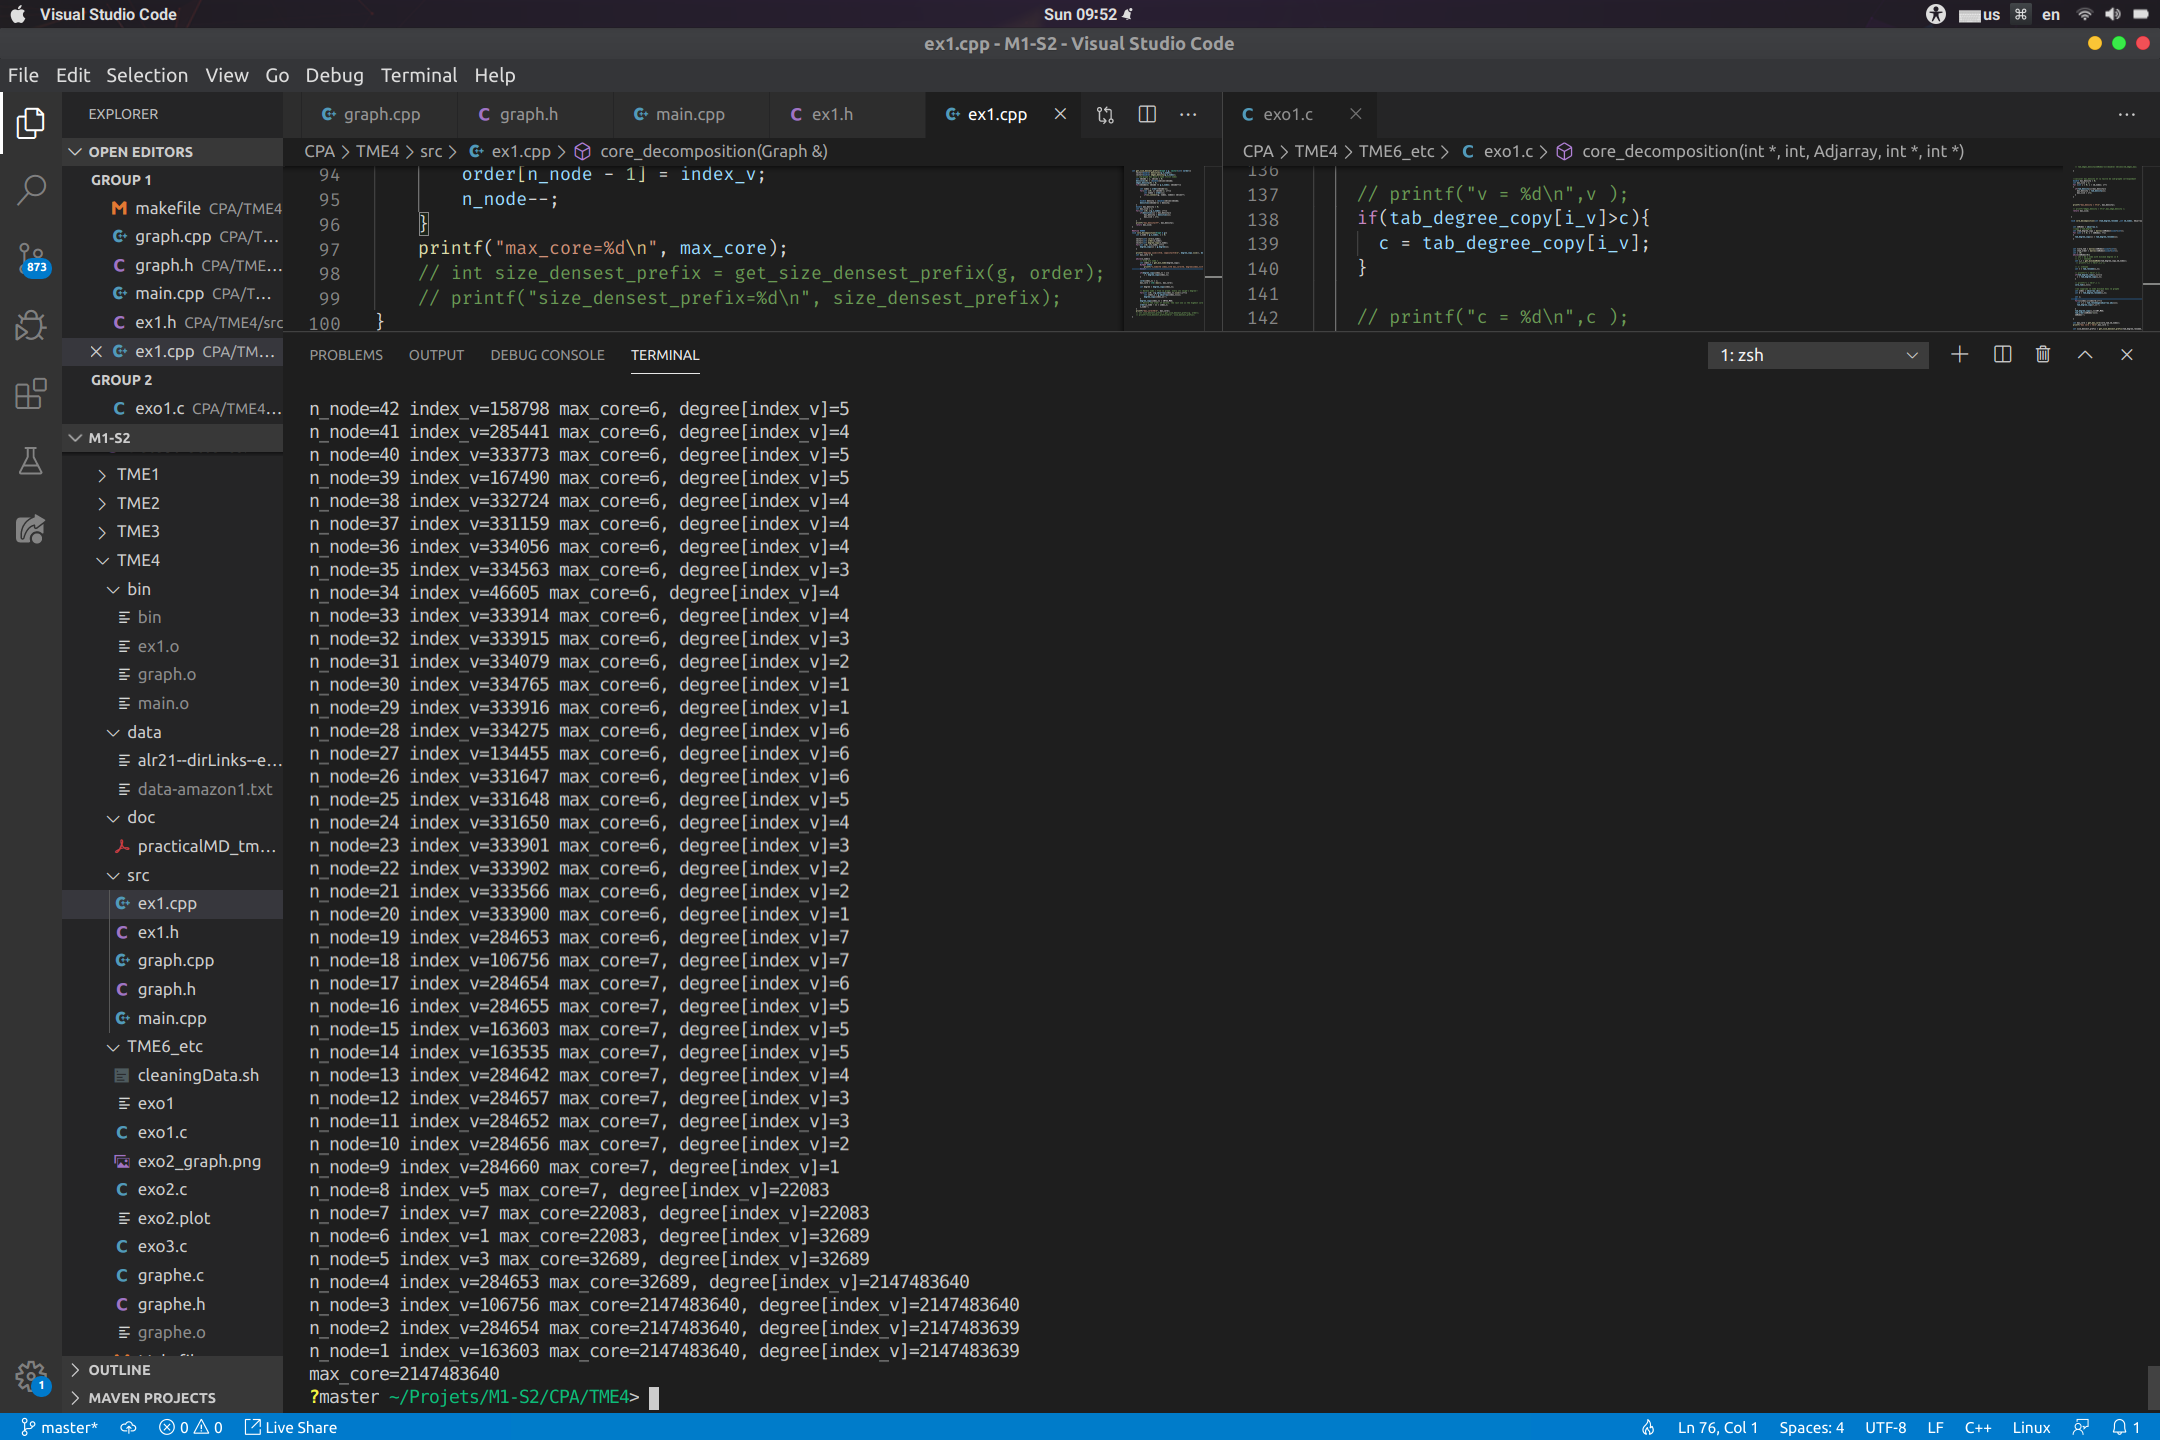 Visual Studio Code
Sun 09:52
us
en
ex1.cpp - M1-S2 - Visual Studio Code
File Edit Selection View Go Debug Terminal Help
EXPLORER
OPEN EDITORS
GROUP 1
makefile CPA/TME4
graph.cpp CPA/T...
graph.h CPA/TME...
main.cpp CPA/T...
ex1.h CPA/TME4/src
ex1.cpp CPA/TM...
GROUP 2
exo1.c CPA/TME4...
M1-S2
TME1
TME2
TME3
TME4
bin
bin
ex1.o
graph.o
main.o
data
alr21--dirLinks--e...
data-amazon1.txt
doc
practicalMD_tm...
src
ex1.cpp
ex1.h
graph.cpp
graph.h
main.cpp
TME6_etc
cleaningData.sh
exo1
exo1.c
exo2_graph.png
exo2.c
exo2.plot
exo3.c
graphe.c
graphe.h
graphe.o
OUTLINE
MAVEN PROJECTS
873
1
graph.cpp graph.h main.cpp ex1.h ex1.cpp
CPA > TME4 > src > ex1.cpp > core_decomposition(Graph &)
94 order[n_node - 1] = index_v;
95 n_node--;
96 }
97 printf("max_core=%d\n", max_core);
98 // int size_densest_prefix = get_size_densest_prefix(g, order);
99 // printf("size_densest_prefix=%d\n", size_densest_prefix);
100 }
exo1.c
CPA > TME4 > TME6_etc > exo1.c > core_decomposition(int *, int, Adjarray, int *, int *)
136
137 // printf("v = %d\n",v );
138 if(tab_degree_copy[i_v]>c){
139 c = tab_degree_copy[i_v];
140 }
141
142 // printf("c = %d\n",c );
PROBLEMS OUTPUT DEBUG CONSOLE TERMINAL
1: zsh
n_node=42 index_v=158798 max_core=6, degree[index_v]=5
n_node=41 index_v=285441 max_core=6, degree[index_v]=4
n_node=40 index_v=333773 max_core=6, degree[index_v]=5
n_node=39 index_v=167490 max_core=6, degree[index_v]=5
n_node=38 index_v=332724 max_core=6, degree[index_v]=4
n_node=37 index_v=331159 max_core=6, degree[index_v]=4
n_node=36 index_v=334056 max_core=6, degree[index_v]=4
n_node=35 index_v=334563 max_core=6, degree[index_v]=3
n_node=34 index_v=46605 max_core=6, degree[index_v]=4
n_node=33 index_v=333914 max_core=6, degree[index_v]=4
n_node=32 index_v=333915 max_core=6, degree[index_v]=3
n_node=31 index_v=334079 max_core=6, degree[index_v]=2
n_node=30 index_v=334765 max_core=6, degree[index_v]=1
n_node=29 index_v=333916 max_core=6, degree[index_v]=1
n_node=28 index_v=334275 max_core=6, degree[index_v]=6
n_node=27 index_v=134455 max_core=6, degree[index_v]=6
n_node=26 index_v=331647 max_core=6, degree[index_v]=6
n_node=25 index_v=331648 max_core=6, degree[index_v]=5
n_node=24 index_v=331650 max_core=6, degree[index_v]=4
n_node=23 index_v=333901 max_core=6, degree[index_v]=3
n_node=22 index_v=333902 max_core=6, degree[index_v]=2
n_node=21 index_v=333566 max_core=6, degree[index_v]=2
n_node=20 index_v=333900 max_core=6, degree[index_v]=1
n_node=19 index_v=284653 max_core=6, degree[index_v]=7
n_node=18 index_v=106756 max_core=7, degree[index_v]=7
n_node=17 index_v=284654 max_core=7, degree[index_v]=6
n_node=16 index_v=284655 max_core=7, degree[index_v]=5
n_node=15 index_v=163603 max_core=7, degree[index_v]=5
n_node=14 index_v=163535 max_core=7, degree[index_v]=5
n_node=13 index_v=284642 max_core=7, degree[index_v]=4
n_node=12 index_v=284657 max_core=7, degree[index_v]=3
n_node=11 index_v=284652 max_core=7, degree[index_v]=3
n_node=10 index_v=284656 max_core=7, degree[index_v]=2
n_node=9 index_v=284660 max_core=7, degree[index_v]=1
n_node=8 index_v=5 max_core=7, degree[index_v]=22083
n_node=7 index_v=7 max_core=22083, degree[index_v]=22083
n_node=6 index_v=1 max_core=22083, degree[index_v]=32689
n_node=5 index_v=3 max_core=32689, degree[index_v]=32689
n_node=4 index_v=284653 max_core=32689, degree[index_v]=2147483640
n_node=3 index_v=106756 max_core=2147483640, degree[index_v]=2147483640
n_node=2 index_v=284654 max_core=2147483640, degree[index_v]=2147483639
n_node=1 index_v=163603 max_core=2147483640, degree[index_v]=2147483639
max_core=2147483640
?master ~/Projets/M1-S2/CPA/TME4>
master* 0 0 Live Share
Ln 76, Col 1 Spaces: 4 UTF-8 LF C++ Linux 1